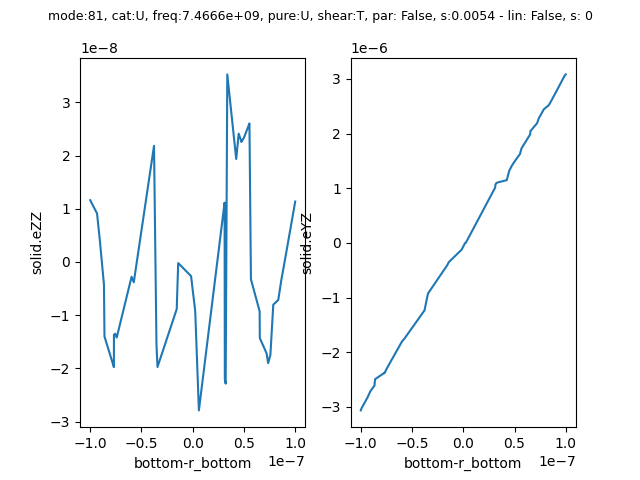 mode:81, cat:U, freq:7.4666e+09, pure:U, shear:T, par: False, s:0.0054 - lin: False, s: 0
1e−8
3
2
1
0
−1
−2
−3
solid.eZZ
−1.0
−0.5
0.0
0.5
1.0
bottom-r_bottom
1e−7
1e−6
3
2
1
0
−1
−2
−3
solid.eYZ
−1.0
−0.5
0.0
0.5
1.0
bottom-r_bottom
1e−7